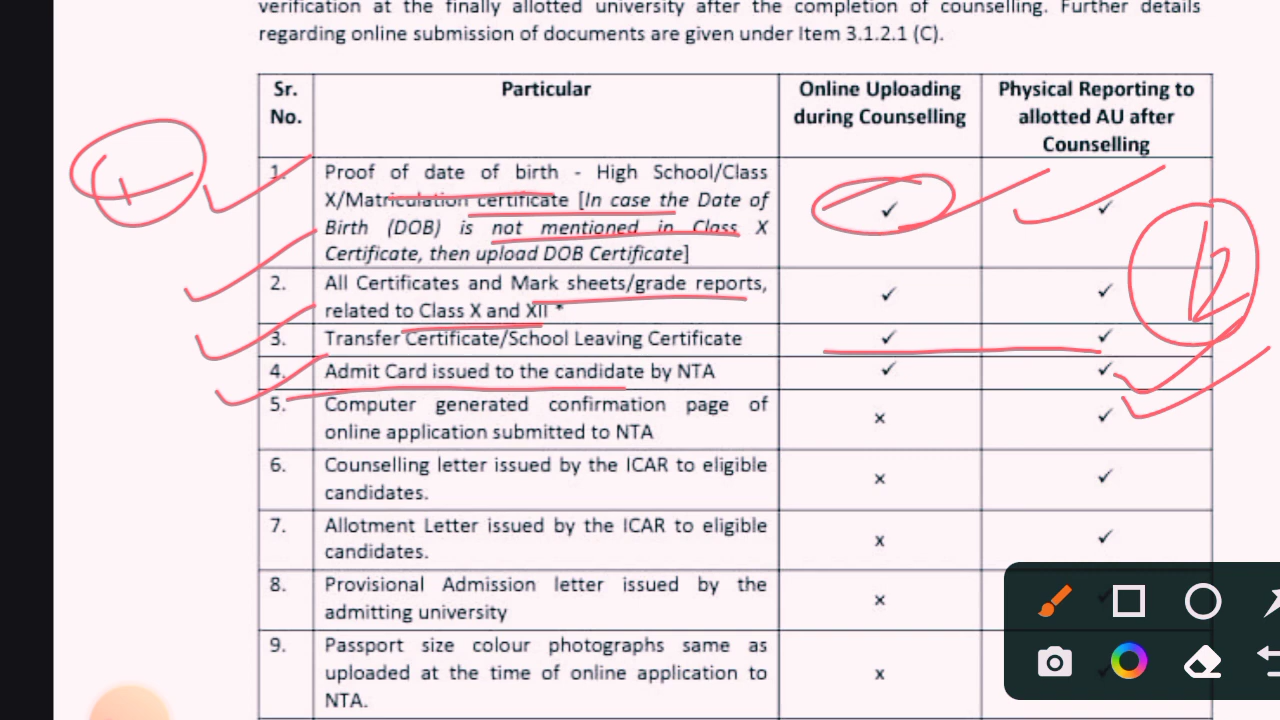 verification at the finally allotted university after the completion of counselling. Further details
regarding online submission of documents are given under Item 3.1.2.1 (C).
Sr. No.
Particular
Online Uploading during Counselling
Physical Reporting to allotted AU after Counselling
1.
Proof of date of birth - High School/Class
X/Matriculation certificate [In case the Date of
Birth (DOB) is not mentioned in Class X
Certificate, then upload DOB Certificate]
✓
✓
2.
All Certificates and Mark sheets/grade reports,
related to Class X and XII *
✓
✓
3.
Transfer Certificate/School Leaving Certificate
✓
✓
4.
Admit Card issued to the candidate by NTA
✓
✓
5.
Computer generated confirmation page of
online application submitted to NTA
x
✓
6.
Counselling letter issued by the ICAR to eligible
candidates.
x
✓
7.
Allotment Letter issued by the ICAR to eligible
candidates.
x
✓
8.
Provisional Admission letter issued by the
admitting university
x
9.
Passport size colour photographs same as
uploaded at the time of online application to
NTA.
x